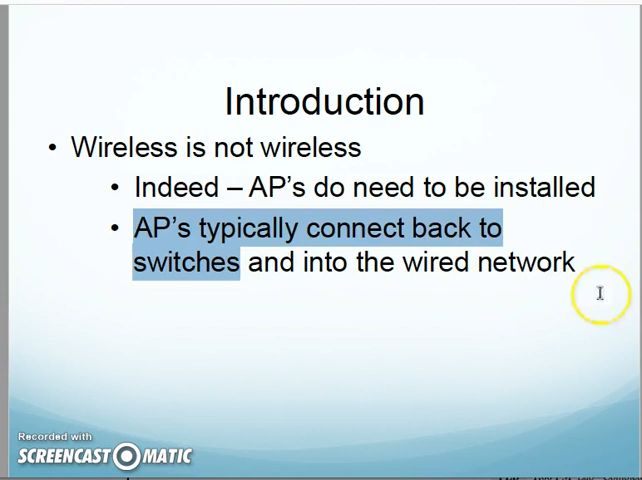 Introduction
• Wireless is not wireless
• Indeed – AP's do need to be installed
• AP's typically connect back to
switches and into the wired network
Recorded with
SCREENCAST MATIC